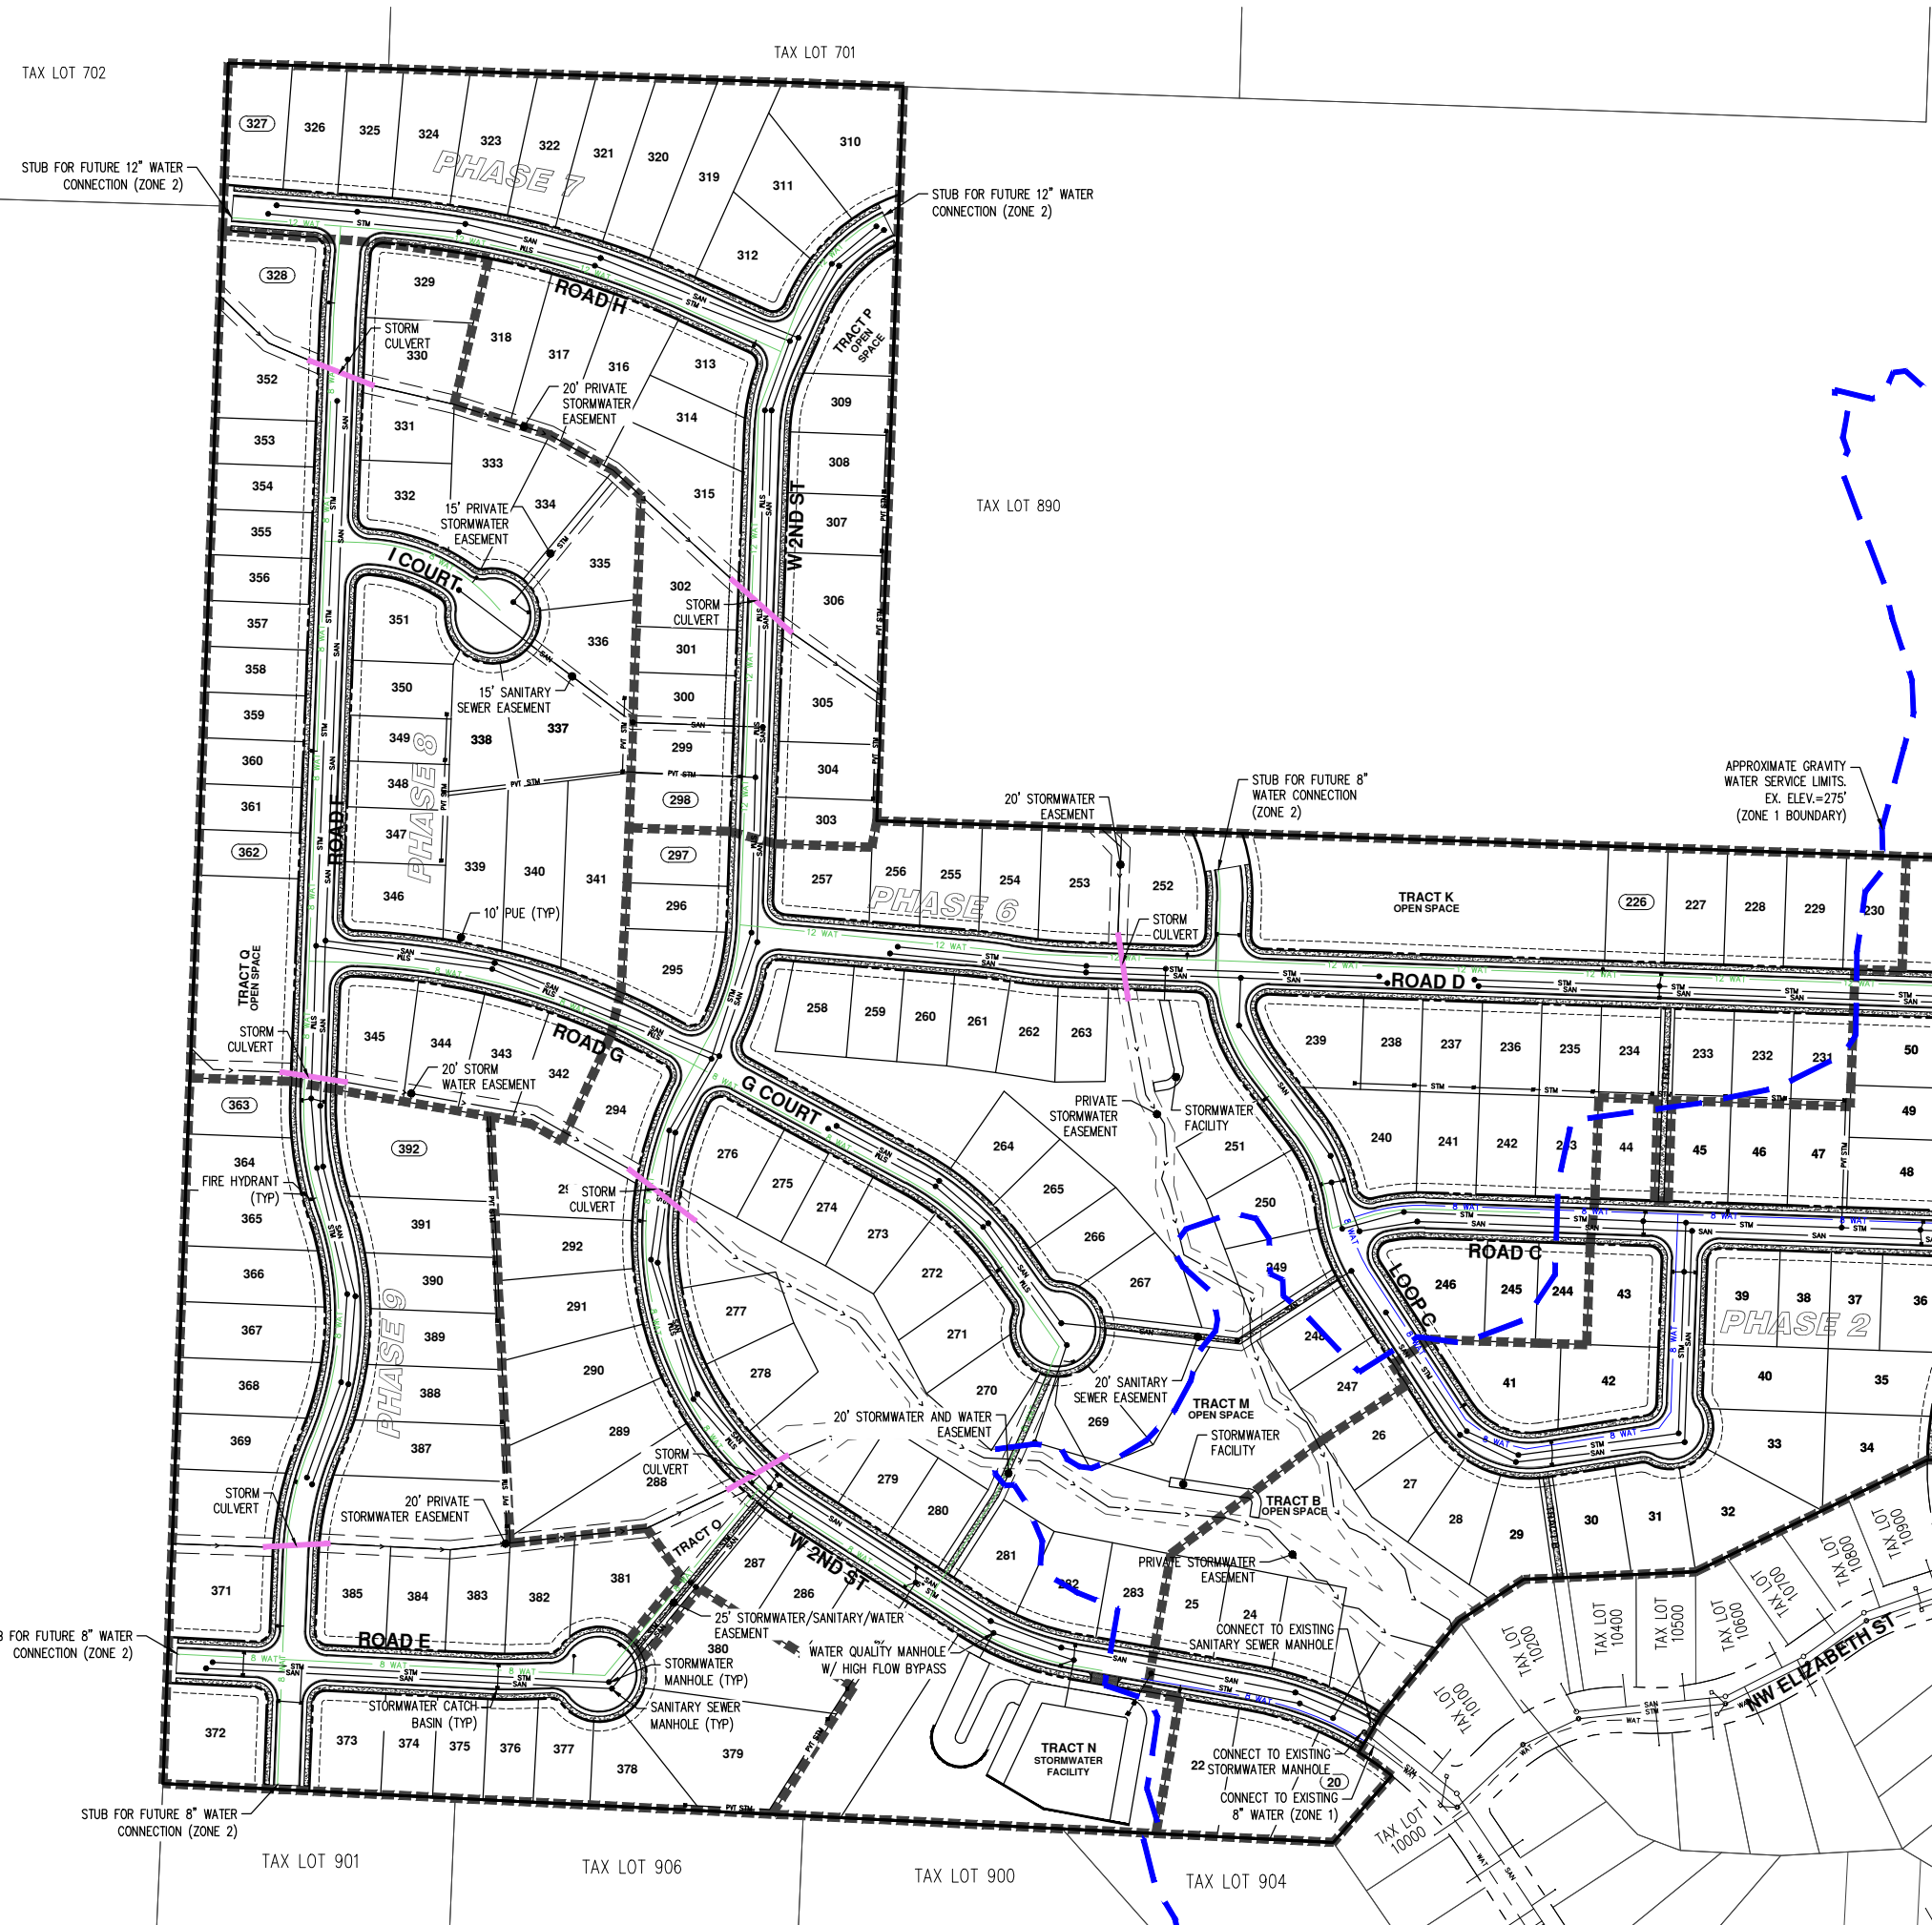 TAX LOT 702
TAX LOT 701
327
326
325
324
323
322
321
320
319
311
310
312
PHASE 7
STUB FOR FUTURE 12" WATER
CONNECTION (ZONE 2)
STUB FOR FUTURE 12" WATER
CONNECTION (ZONE 2)
12 WAT
STM
SAN
ROAD H
328
329
330
STORM
CULVERT
318
317
316
313
314
315
TRACT P
OPEN
SPACE
309
308
307
306
305
304
303
352
353
354
355
356
357
358
359
360
361
362
331
332
333
334
335
336
337
338
20' PRIVATE
STORMWATER
EASEMENT
15' PRIVATE
STORMWATER
EASEMENT
I COURT
W 2ND ST
302
STORM
CULVERT
301
300
299
298
297
296
295
PVT STM
TAX LOT 890
351
350
349
348
347
346
15' SANITARY
SEWER EASEMENT
PHASE 8
339
340
341
10' PUE (TYP)
8 WAT
TRACT Q
OPEN SPACE
257
256
255
254
253
252
PHASE 6
20' STORMWATER
EASEMENT
STUB FOR FUTURE 8"
WATER CONNECTION
(ZONE 2)
APPROXIMATE GRAVITY
WATER SERVICE LIMITS.
EX. ELEV.=275'
(ZONE 1 BOUNDARY)
STORM
CULVERT
TRACT K
OPEN SPACE
226
227
228
229
230
ROAD D
258
259
260
261
262
263
239
238
237
236
235
234
233
232
231
50
49
48
STORM
CULVERT
345
344
343
342
20' STORM
WATER EASEMENT
ROAD G
G COURT
294
363
364
FIRE HYDRANT
(TYP)
365
366
367
368
369
392
391
390
389
388
387
PHASE 9
STORM
CULVERT
292
291
290
289
288
276
275
274
273
272
271
270
277
278
264
265
266
267
269
PRIVATE
STORMWATER
EASEMENT
STORMWATER
FACILITY
251
250
249
248
247
240
241
242
243
44
45
46
47
ROAD C
LOOP C
246
245
244
43
39
38
37
36
PHASE 2
41
42
40
35
34
33
32
31
30
29
28
27
26
20' SANITARY
SEWER EASEMENT
TRACT M
OPEN SPACE
STORMWATER
FACILITY
20' STORMWATER AND WATER
EASEMENT
STORM
CULVERT
279
280
281
282
283
TRACT B
OPEN SPACE
PRIVATE STORMWATER
EASEMENT
STORM
CULVERT
20' PRIVATE
STORMWATER EASEMENT
TRACT O
287
286
W 2ND ST
25
24
CONNECT TO EXISTING
SANITARY SEWER MANHOLE
371
385
384
383
382
381
380
25' STORMWATER/SANITARY/WATER
EASEMENT
WATER QUALITY MANHOLE
W/ HIGH FLOW BYPASS
B FOR FUTURE 8" WATER
CONNECTION (ZONE 2)
ROAD E
STORMWATER
MANHOLE (TYP)
STORMWATER CATCH
BASIN (TYP)
SANITARY SEWER
MANHOLE (TYP)
372
373
374
375
376
377
378
379
TRACT N
STORMWATER
FACILITY
22
CONNECT TO EXISTING
STORMWATER MANHOLE
20
CONNECT TO EXISTING
8" WATER (ZONE 1)
STUB FOR FUTURE 8" WATER
CONNECTION (ZONE 2)
TAX LOT 901
TAX LOT 906
TAX LOT 900
TAX LOT 904
TAX LOT
10000
TAX LOT
10100
TAX LOT
10200
TAX LOT
10400
TAX LOT
10500
TAX LOT
10600
TAX LOT
10700
TAX LOT
10800
TAX LOT
10900
NW ELIZABETH ST